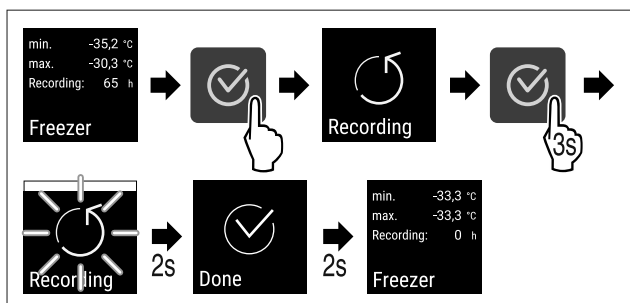 min. -35,2 °C
max. -30,3 °C
Recording: 65 h
Freezer
Recording
3s
Recording
2s
Done
2s
min. -33,3 °C
max. -33,3 °C
Recording: 0 h
Freezer